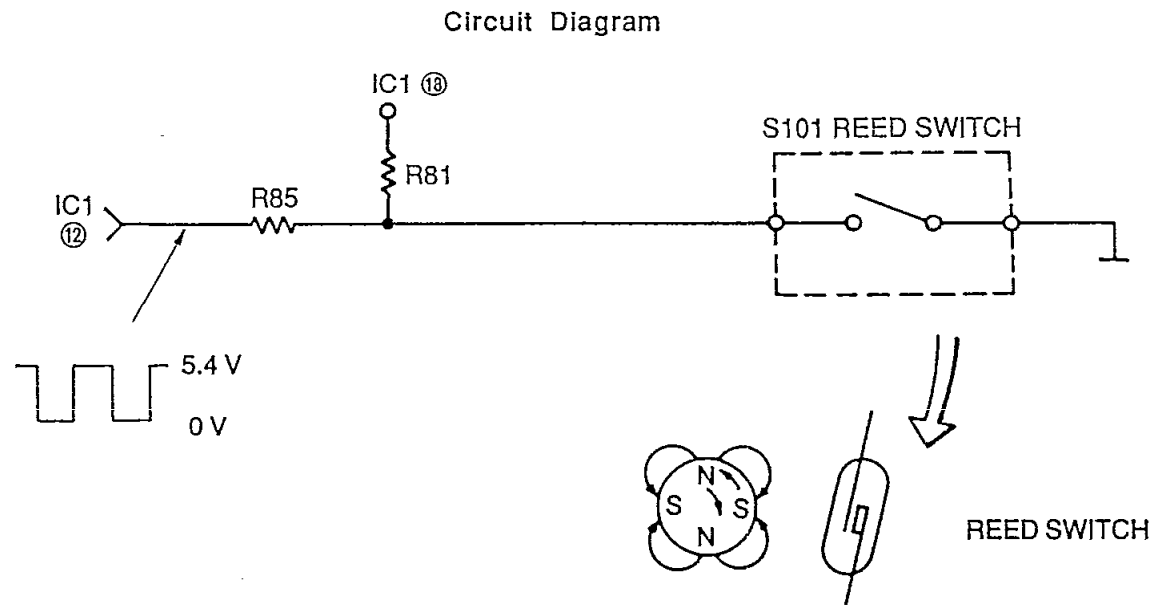 Circuit Diagram
IC1 ⑱
S101 REED SWITCH
R81
R85
IC1
⑫
5.4 V
0 V
N
S
S
N
REED SWITCH